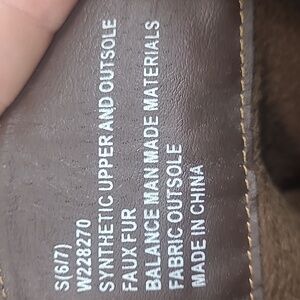 S(6/7)
W228270
SYNTHETIC UPPER AND OUTSOLE
FAUX FUR
BALANCE MAN MADE MATERIALS
FABRIC OUTSOLE
MADE IN CHINA